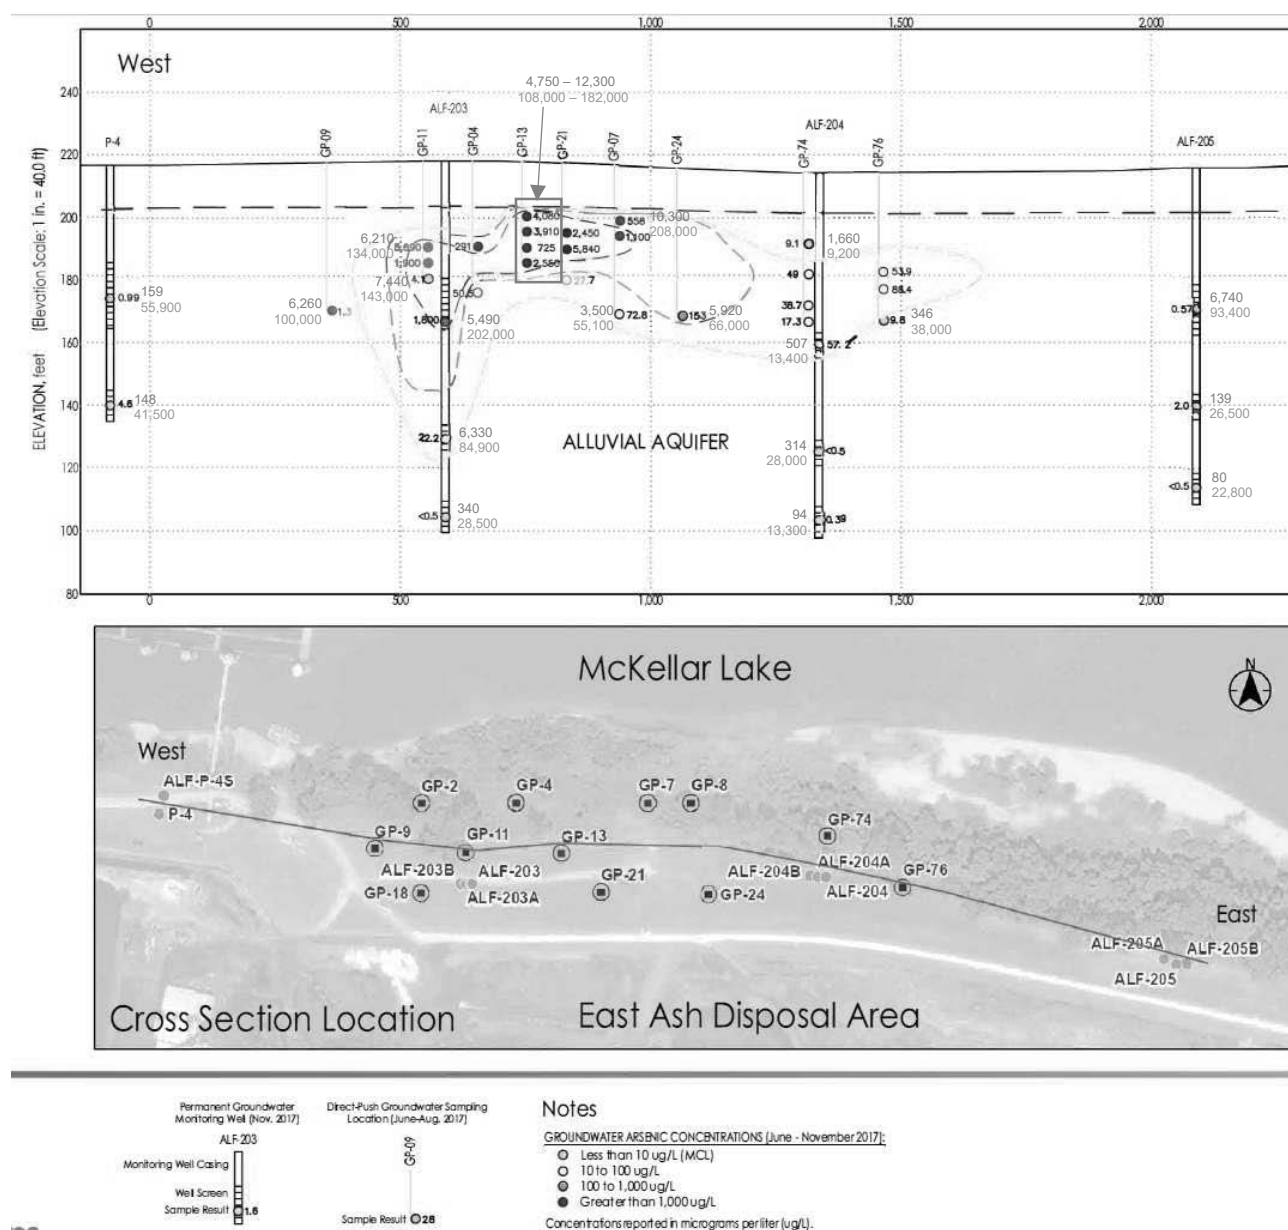 0 500 1,000 1,500 2,000
West
4,750 – 12,300
108,000 – 182,000
240
ALF-203
ALF-204
P-4
GP-09
GP-11
GP-04
GP-13
GP-21
GP-07
GP-24
GP-74
GP-76
ALF-205
220
200
180
160
140
120
100
80
ELEVATION, feet (Elevation Scale: 1 in. = 40.0 ft)
4,080
3,910
725
2,450
5,840
27.7
1,100
10,300
208,000
6,210
134,000
1,900
4.1
7,440
143,000
291
1,800
5,490
202,000
0.99
159
55,900
6,260
100,000
1.3
3,500
55,100
72.8
153
5,920
66,000
9.1
1,660
9,200
49
38.7
17.3
507
13,400
57.2
53.9
346
38,000
0.57
6,740
93,400
4.6
148
41,500
22.2
6,330
84,900
ALLUVIAL AQUIFER
314
28,000
<0.5
2.0
139
26,500
<0.5
340
28,500
94
13,300
0.39
<0.5
80
22,800
0 500 1,000 1,500 2,000
McKellar Lake
N
West
ALF-P-4S
P-4
GP-2
GP-4
GP-7
GP-8
GP-9
GP-11
GP-13
GP-74
ALF-203B
ALF-203
ALF-203A
GP-18
GP-21
GP-24
ALF-204B
ALF-204A
ALF-204
GP-76
East
ALF-205A
ALF-205B
ALF-205
Cross Section Location
East Ash Disposal Area
Permanent Groundwater
Monitoring Well (Nov. 2017)
ALF-203
Monitoring Well Casing
Well Screen
Sample Result 1.6
Direct-Push Groundwater Sampling
Location (June-Aug, 2017)
GP-09
Sample Result 28
Notes
GROUNDWATER ARSENIC CONCENTRATIONS (June - November 2017):
Less than 10 ug/L (MCL)
10 to 100 ug/L
100 to 1,000 ug/L
Greater than 1,000 ug/L
Concentrations reported in micrograms per liter (ug/L).